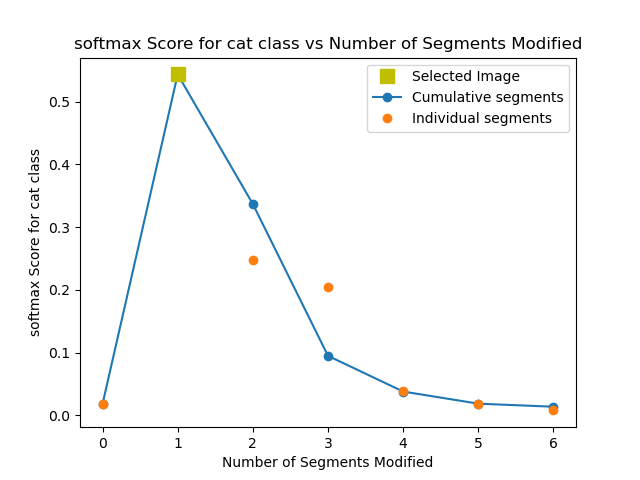 softmax Score for cat class vs Number of Segments Modified
Selected Image
Cumulative segments
Individual segments
softmax Score for cat class
0.5
0.4
0.3
0.2
0.1
0.0
0 1 2 3 4 5 6
Number of Segments Modified